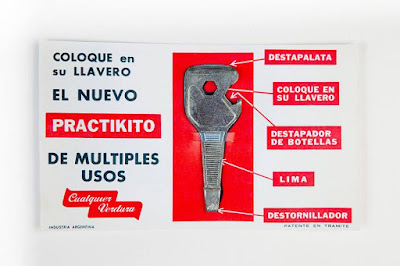 COLOQUE en
su LLAVERO
EL NUEVO
PRACTIKITO
DE MULTIPLES
USOS
Cualquier
Verdura
INDUSTRIA ARGENTINA
DESTAPALATA
COLOQUE EN
SU LLAVERO
DESTAPADOR
DE BOTELLAS
LIMA
DESTORNILLADOR
PATENTE EN TRAMITE